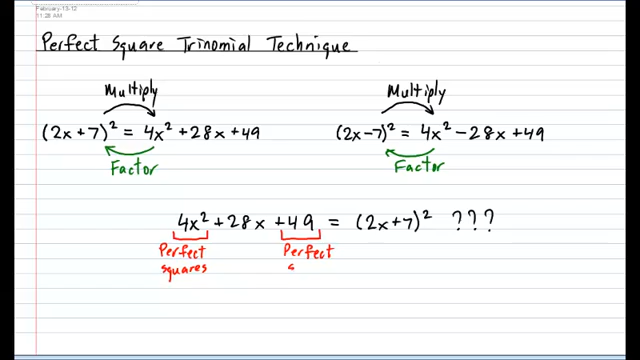 February-13-12
11:28 AM
Perfect Square Trinomial Technique
Multiply
(2x + 7)² = 4x² + 28x + 49
Factor
Multiply
(2x − 7)² = 4x² − 28x + 49
Factor
4x² + 28x + 49 = (2x + 7)² ???
Perfect
squares
Perfect
s